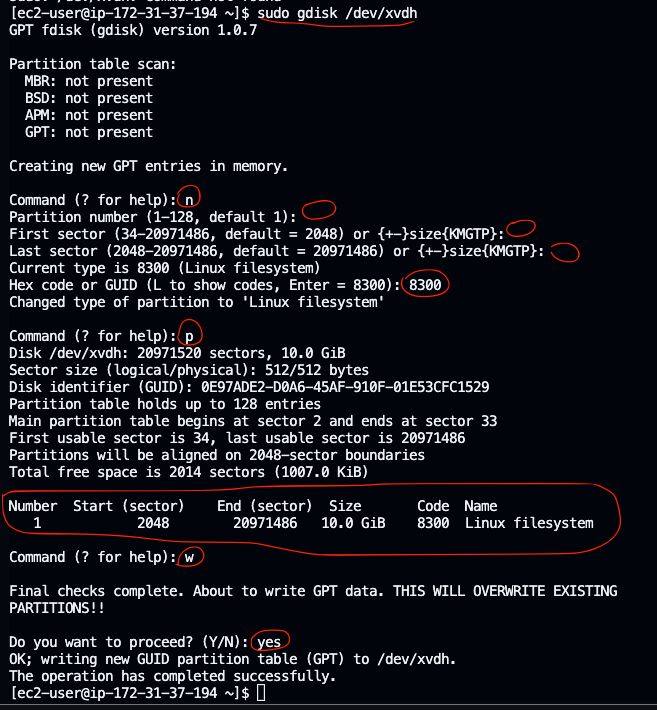 [ec2-user@ip-172-31-37-194 ~]$ sudo gdisk /dev/xvdh
GPT fdisk (gdisk) version 1.0.7
Partition table scan:
MBR: not present
BSD: not present
APM: not present
GPT: not present
Creating new GPT entries in memory.
Command (? for help): n
Partition number (1-128, default 1):
First sector (34-20971486, default = 2048) or {+-}size{KMGTP}:
Last sector (2048-20971486, default = 20971486) or {+-}size{KMGTP}:
Current type is 8300 (Linux filesystem)
Hex code or GUID (L to show codes, Enter = 8300): 8300
Changed type of partition to 'Linux filesystem'
Command (? for help): p
Disk /dev/xvdh: 20971520 sectors, 10.0 GiB
Sector size (logical/physical): 512/512 bytes
Disk identifier (GUID): 0E97ADE2-D0A6-45AF-910F-01E53CFC1529
Partition table holds up to 128 entries
Main partition table begins at sector 2 and ends at sector 33
First usable sector is 34, last usable sector is 20971486
Partitions will be aligned on 2048-sector boundaries
Total free space is 2014 sectors (1007.0 KiB)
Number Start (sector) End (sector) Size Code Name
1 2048 20971486 10.0 GiB 8300 Linux filesystem
Command (? for help): w
Final checks complete. About to write GPT data. THIS WILL OVERWRITE EXISTING
PARTITIONS!!
Do you want to proceed? (Y/N): yes
OK; writing new GUID partition table (GPT) to /dev/xvdh.
The operation has completed successfully.
[ec2-user@ip-172-31-37-194 ~]$